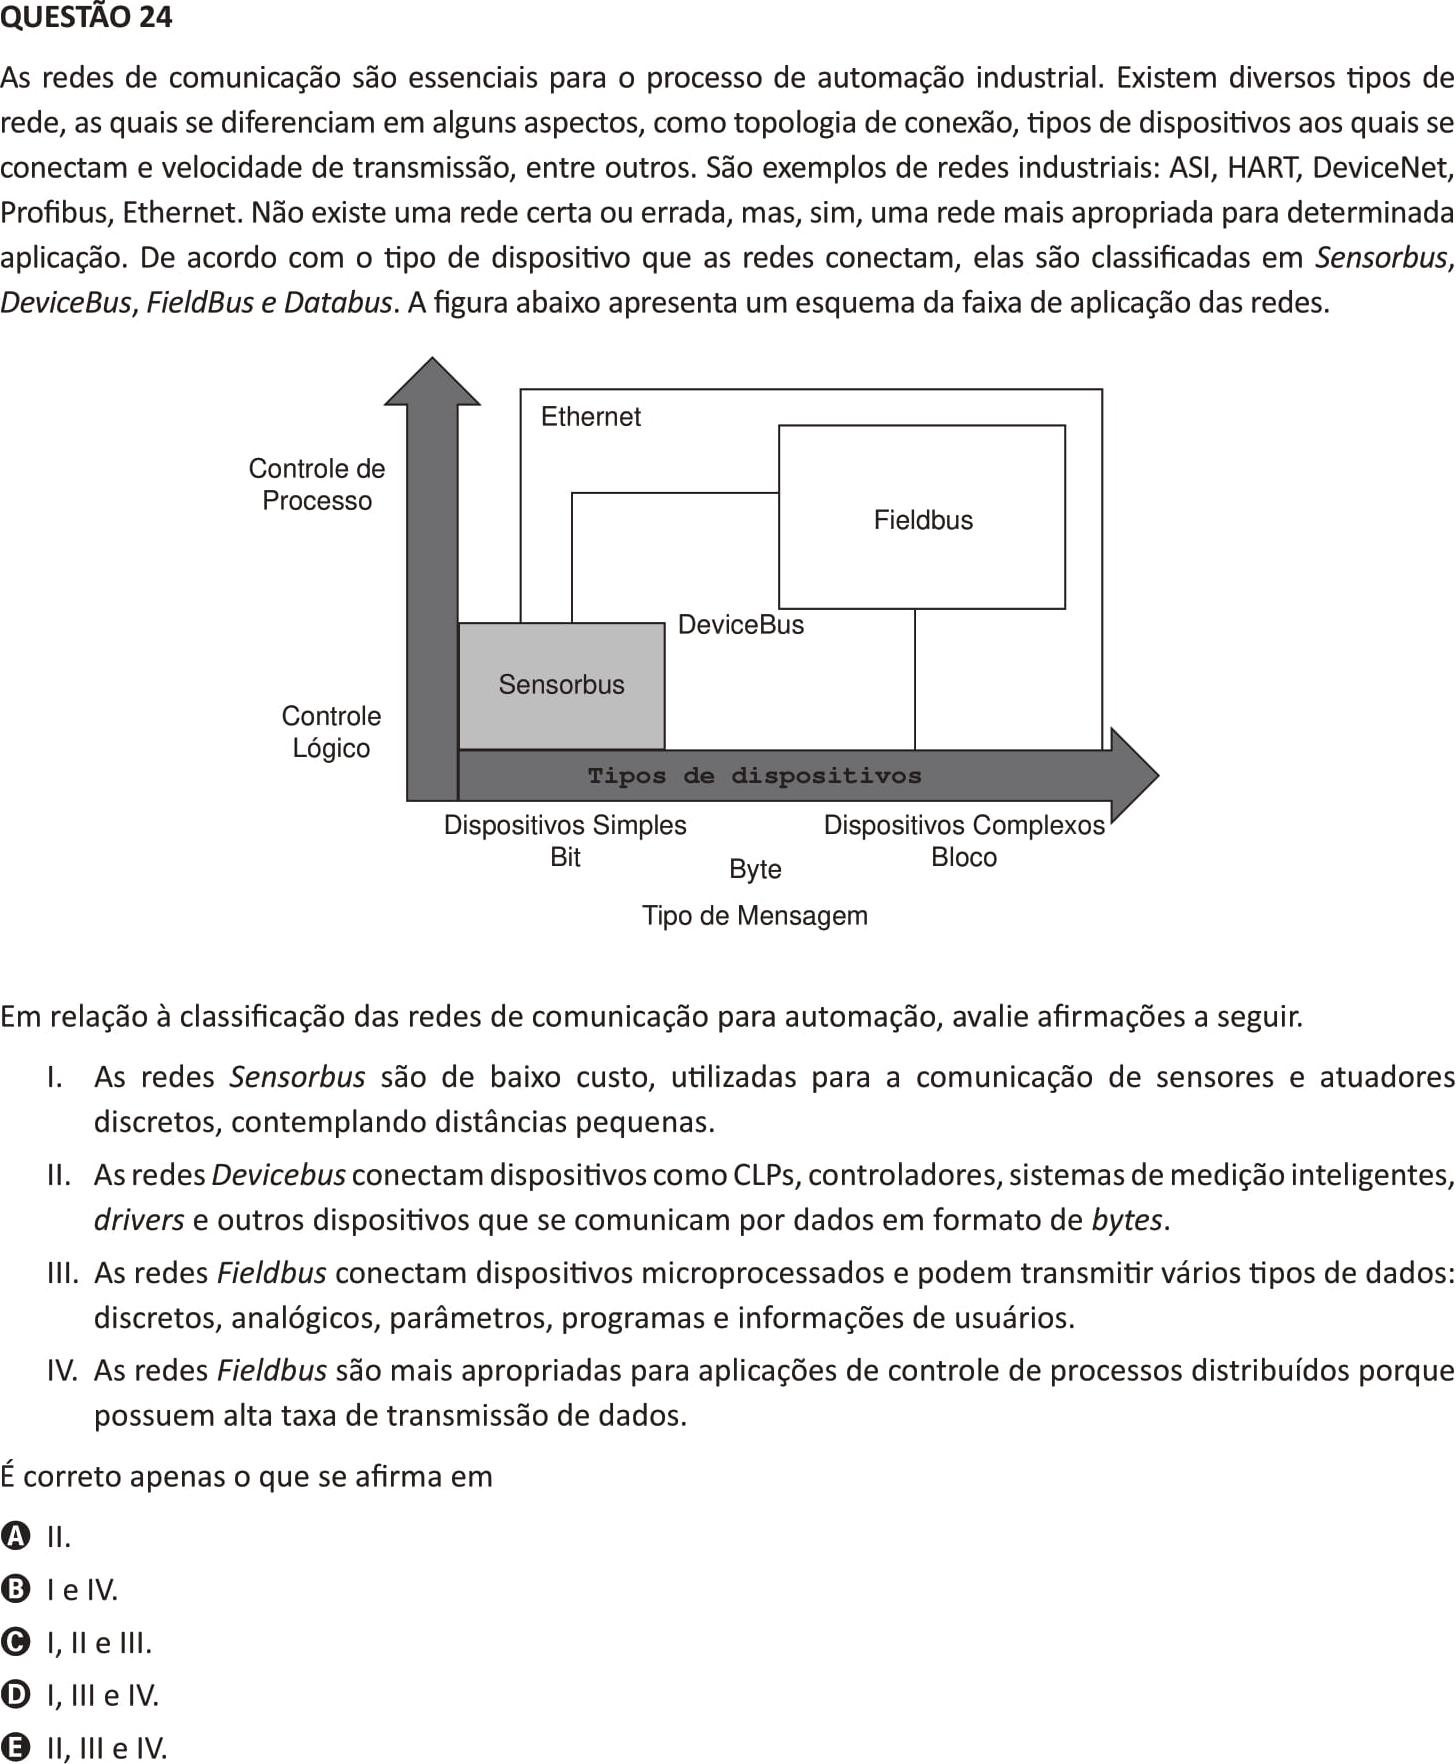 QUESTÃO 24
As redes de comunicação são essenciais para o processo de automação industrial. Existem diversos tipos de
rede, as quais se diferenciam em alguns aspectos, como topologia de conexão, tipos de dispositivos aos quais se
conectam e velocidade de transmissão, entre outros. São exemplos de redes industriais: ASI, HART, DeviceNet,
Profibus, Ethernet. Não existe uma rede certa ou errada, mas, sim, uma rede mais apropriada para determinada
aplicação. De acordo com o tipo de dispositivo que as redes conectam, elas são classificadas em Sensorbus,
DeviceBus, FieldBus e Databus. A figura abaixo apresenta um esquema da faixa de aplicação das redes.
Ethernet
Controle de
Processo
Fieldbus
DeviceBus
Sensorbus
Controle
Lógico
Tipos de dispositivos
Dispositivos Simples
Bit
Byte
Dispositivos Complexos
Bloco
Tipo de Mensagem
Em relação à classificação das redes de comunicação para automação, avalie afirmações a seguir.
I. As redes Sensorbus são de baixo custo, utilizadas para a comunicação de sensores e atuadores
discretos, contemplando distâncias pequenas.
II. As redes Devicebus conectam dispositivos como CLPs, controladores, sistemas de medição inteligentes,
drivers e outros dispositivos que se comunicam por dados em formato de bytes.
III. As redes Fieldbus conectam dispositivos microprocessados e podem transmitir vários tipos de dados:
discretos, analógicos, parâmetros, programas e informações de usuários.
IV. As redes Fieldbus são mais apropriadas para aplicações de controle de processos distribuídos porque
possuem alta taxa de transmissão de dados.
É correto apenas o que se afirma em
A II.
B I e IV.
C I, II e III.
D I, III e IV.
E II, III e IV.